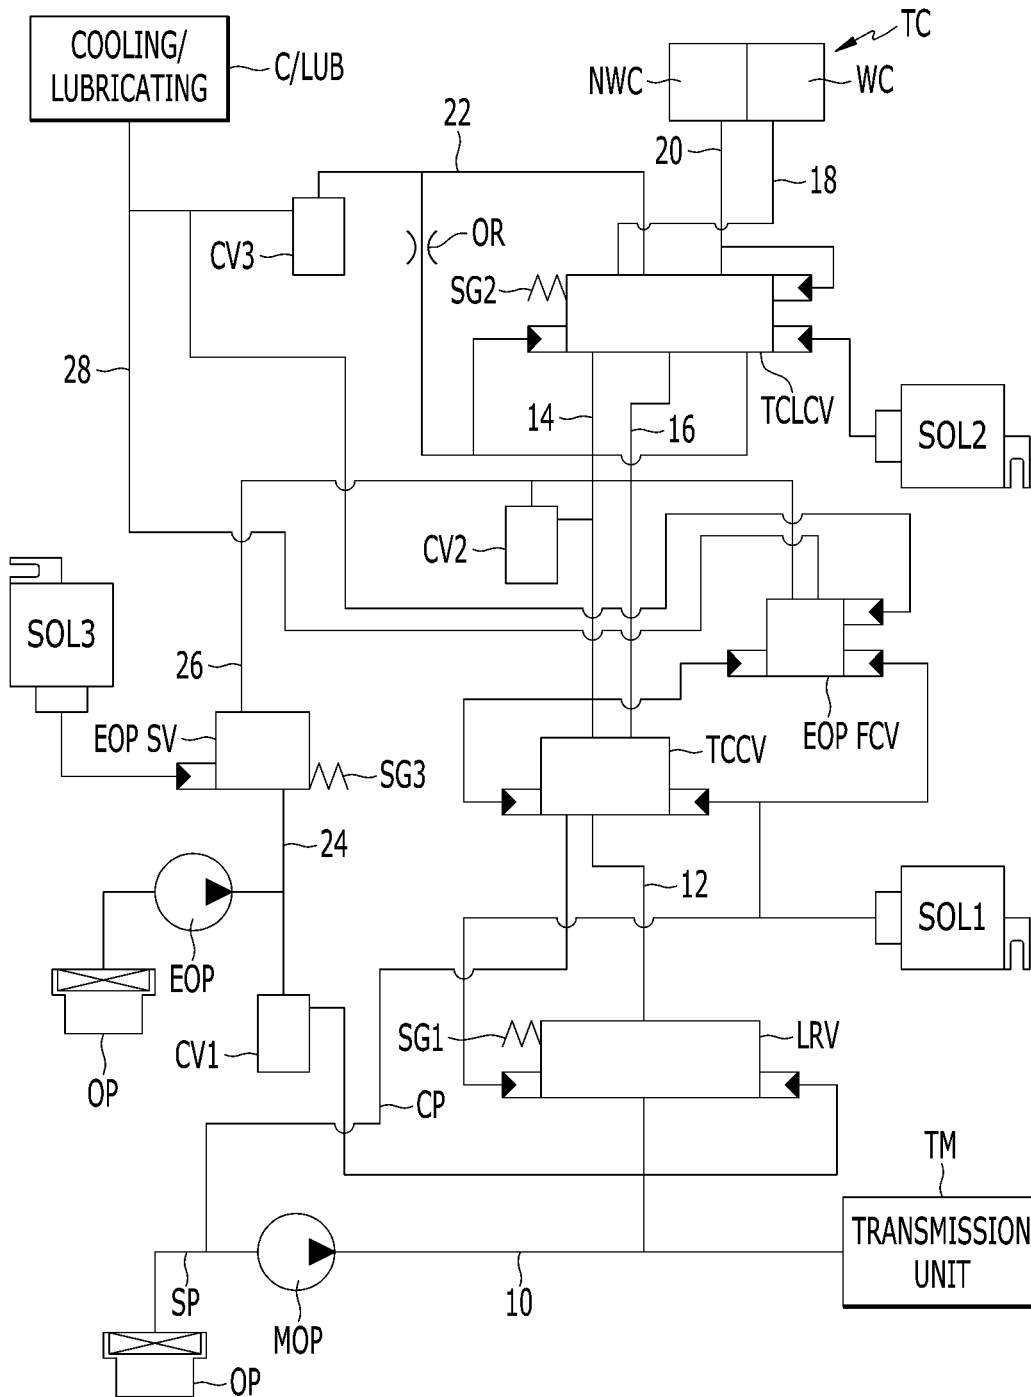 TC
COOLING/
LUBRICATING
C/LUB
NWC
WC
22
20
18
CV3
OR
SG2
28
14
16
TCLCV
SOL2
CV2
SOL3
26
EOP SV
SG3
TCCV
EOP FCV
24
12
SOL1
EOP
OP
CV1
SG1
LRV
CP
TM
TRANSMISSION
UNIT
SP
MOP
10
OP